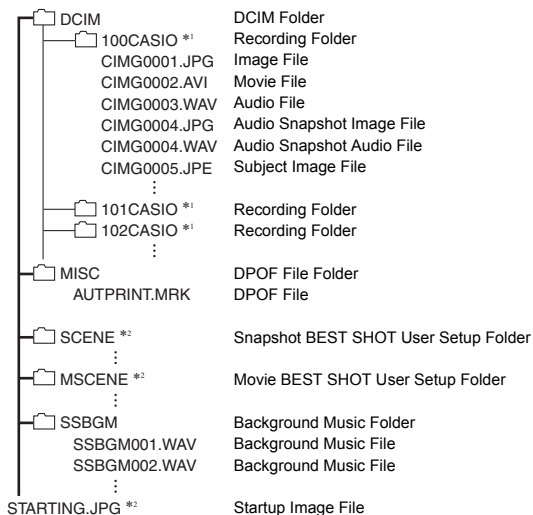 DCIM DCIM Folder
100CASIO *1 Recording Folder
CIMG0001.JPG Image File
CIMG0002.AVI Movie File
CIMG0003.WAV Audio File
CIMG0004.JPG Audio Snapshot Image File
CIMG0004.WAV Audio Snapshot Audio File
CIMG0005.JPE Subject Image File
101CASIO *1 Recording Folder
102CASIO *1 Recording Folder
MISC DPOF File Folder
AUTPRINT.MRK DPOF File
SCENE *2 Snapshot BEST SHOT User Setup Folder
MSCENE *2 Movie BEST SHOT User Setup Folder
SSBGM Background Music Folder
SSBGM001.WAV Background Music File
SSBGM002.WAV Background Music File
STARTING.JPG *2 Startup Image File